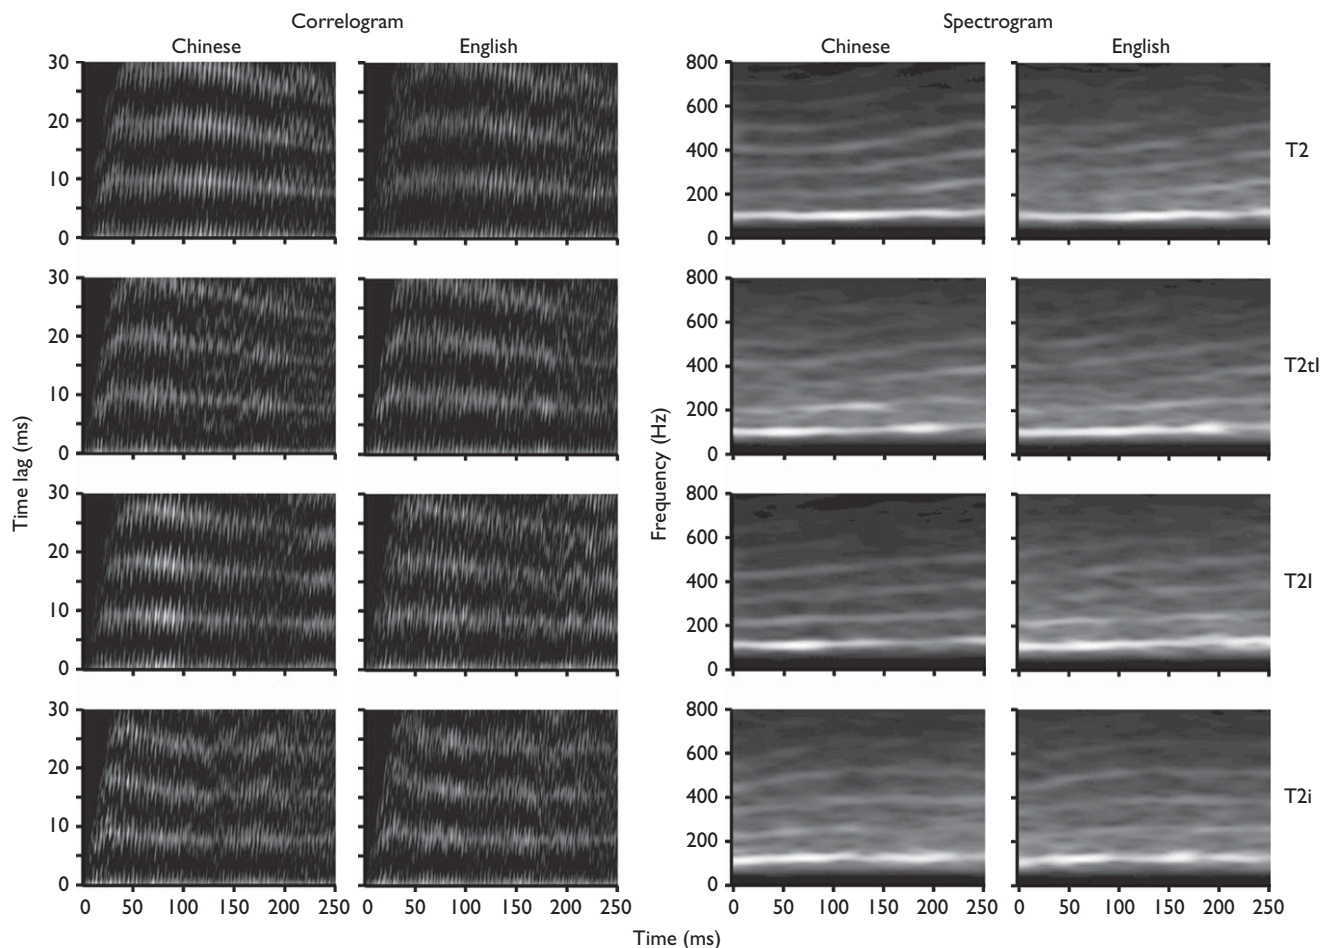 Correlogram Spectrogram
Chinese English Chinese English
30 800
20 600
400 T2
10 200
0 0
30 800
20 600
400 T2tl
10 200
0 0
30 800
20 600
400 T2l
10 200
0 0
30 800
20 600
400 T2i
10 200
0 0
0 50 100 150 200 250 0 50 100 150 200 250 0 50 100 150 200 250 0 50 100 150 200 250
Time lag (ms)
Frequency (Hz)
Time (ms)